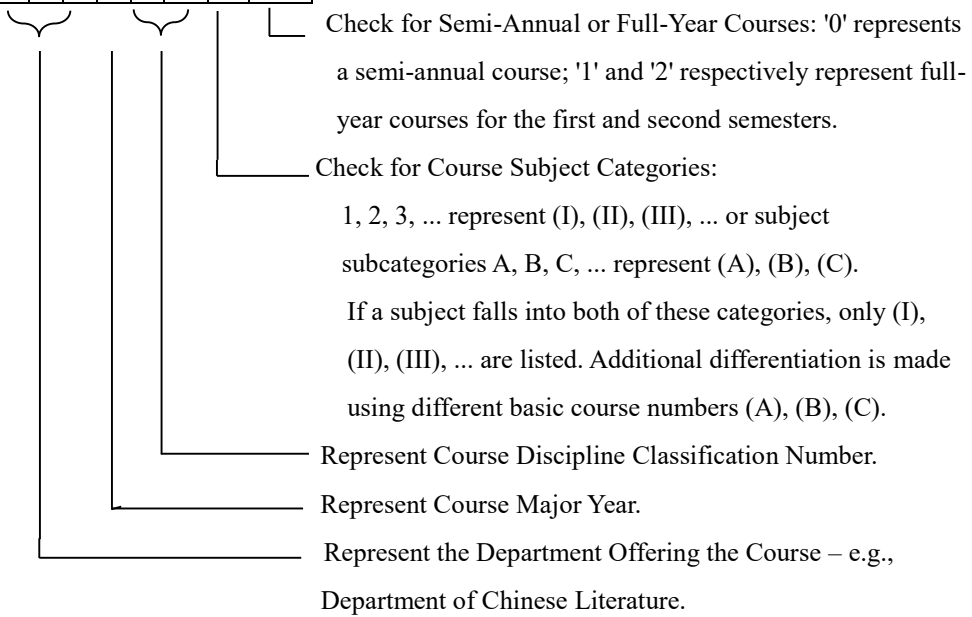 Check for Semi-Annual or Full-Year Courses: '0' represents
a semi-annual course; '1' and '2' respectively represent full-
year courses for the first and second semesters.
Check for Course Subject Categories:
1, 2, 3, ... represent (I), (II), (III), ... or subject
subcategories A, B, C, ... represent (A), (B), (C).
If a subject falls into both of these categories, only (I),
(II), (III), ... are listed. Additional differentiation is made
using different basic course numbers (A), (B), (C).
Represent Course Discipline Classification Number.
Represent Course Major Year.
Represent the Department Offering the Course – e.g.,
Department of Chinese Literature.